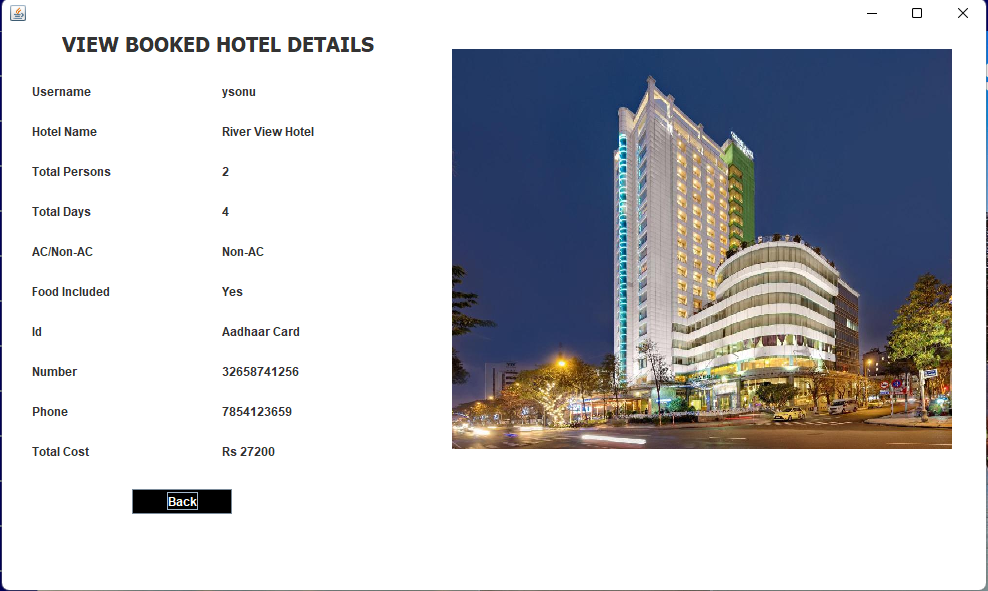 VIEW BOOKED HOTEL DETAILS
Username ysonu
Hotel Name River View Hotel
Total Persons 2
Total Days 4
AC/Non-AC Non-AC
Food Included Yes
Id Aadhaar Card
Number 32658741256
Phone 7854123659
Total Cost Rs 27200
Back